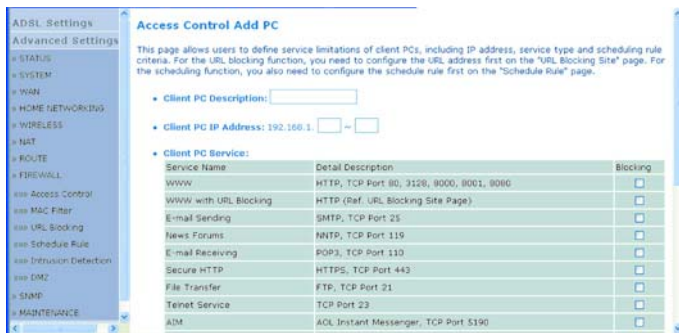 ADSL Settings
Advanced Settings
» STATUS
» SYSTEM
» WAN
» HOME NETWORKING
» WIRELESS
» NAT
» ROUTE
» FIREWALL
»»» Access Control
»»» MAC Filter
»»» URL Blocking
»»» Schedule Rule
»»» Intrusion Detection
»»» DMZ
» SNMP
» MAINTENANCE
Access Control Add PC
This page allows users to define service limitations of client PCs, including IP address, service type and scheduling rule
criteria. For the URL blocking function, you need to configure the URL address first on the "URL Blocking Site" page. For
the scheduling function, you also need to configure the schedule rule first on the "Schedule Rule" page.
• Client PC Description:
• Client PC IP Address: 192.168.1. ~
• Client PC Service:
Service Name Detail Description Blocking
WWW HTTP, TCP Port 80, 3128, 8000, 8001, 8080
WWW with URL Blocking HTTP (Ref. URL Blocking Site Page)
E-mail Sending SMTP, TCP Port 25
News Forums NNTP, TCP Port 119
E-mail Receiving POP3, TCP Port 110
Secure HTTP HTTPS, TCP Port 443
File Transfer FTP, TCP Port 21
Telnet Service TCP Port 23
AIM AOL Instant Messenger, TCP Port 5190